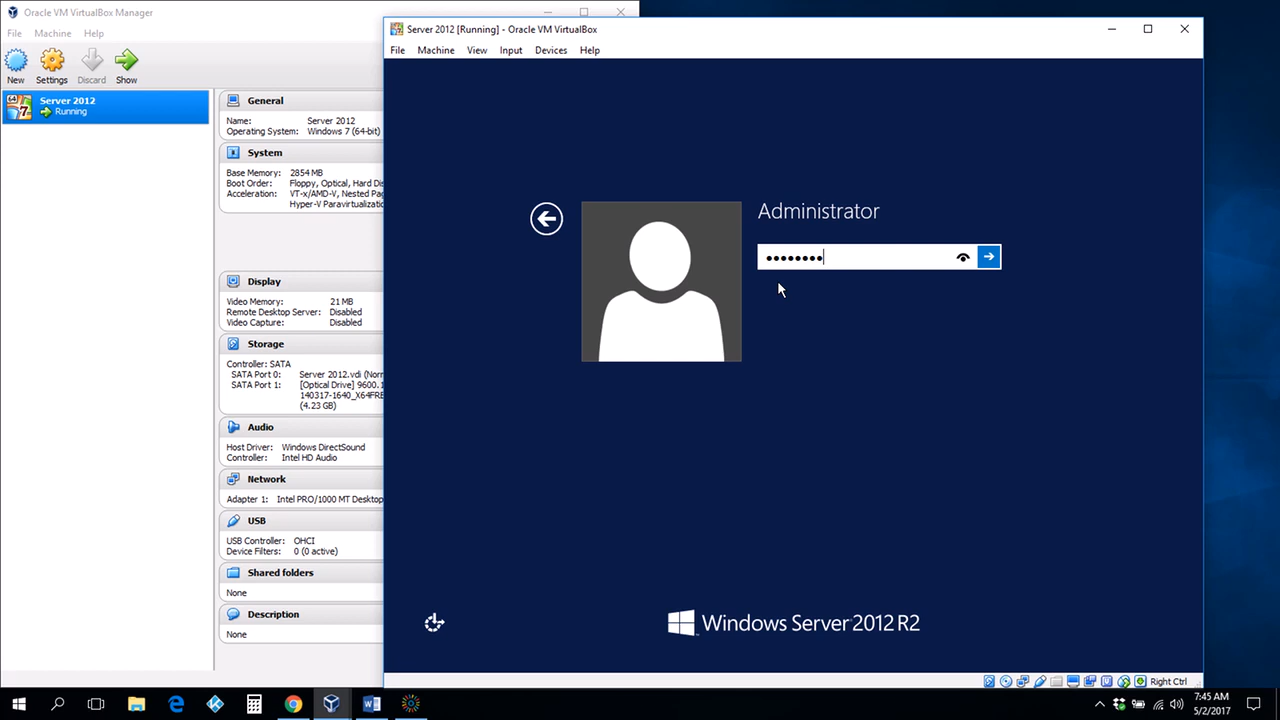 Oracle VM VirtualBox Manager
File Machine Help
New Settings Discard Show
Server 2012
Running
General
Name: Server 2012
Operating System: Windows 7 (64-bit)
System
Base Memory: 2854 MB
Boot Order: Floppy, Optical, Hard Di
Acceleration: VT-x/AMD-V, Nested Pag
Hyper-V Paravirtualizati
Display
Video Memory: 21 MB
Remote Desktop Server: Disabled
Video Capture: Disabled
Storage
Controller: SATA
SATA Port 0: Server 2012.vdi (Norm
SATA Port 1: [Optical Drive] 9600.1
140317-1640_X64FRE
(4.23 GB)
Audio
Host Driver: Windows DirectSound
Controller: Intel HD Audio
Network
Adapter 1: Intel PRO/1000 MT Desktop
USB
USB Controller: OHCI
Device Filters: 0 (0 active)
Shared folders
None
Description
None
Server 2012 [Running] - Oracle VM VirtualBox
File Machine View Input Devices Help
Administrator
Windows Server 2012 R2
Right Ctrl
7:45 AM
5/2/2017